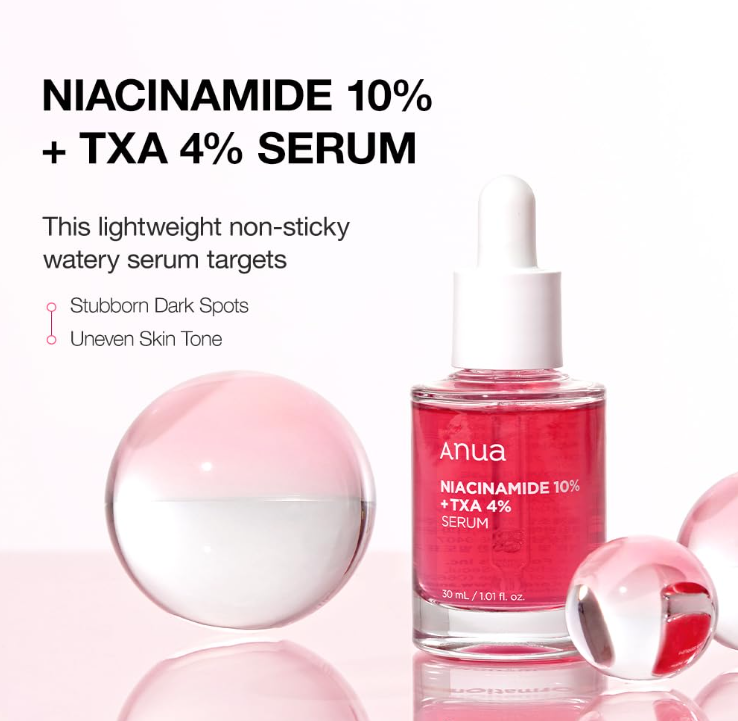 NIACINAMIDE 10%
+ TXA 4% SERUM
This lightweight non-sticky
watery serum targets
Stubborn Dark Spots
Uneven Skin Tone
Anua
NIACINAMIDE 10%
+TXA 4%
SERUM
30 mL / 1.01 fl. oz.